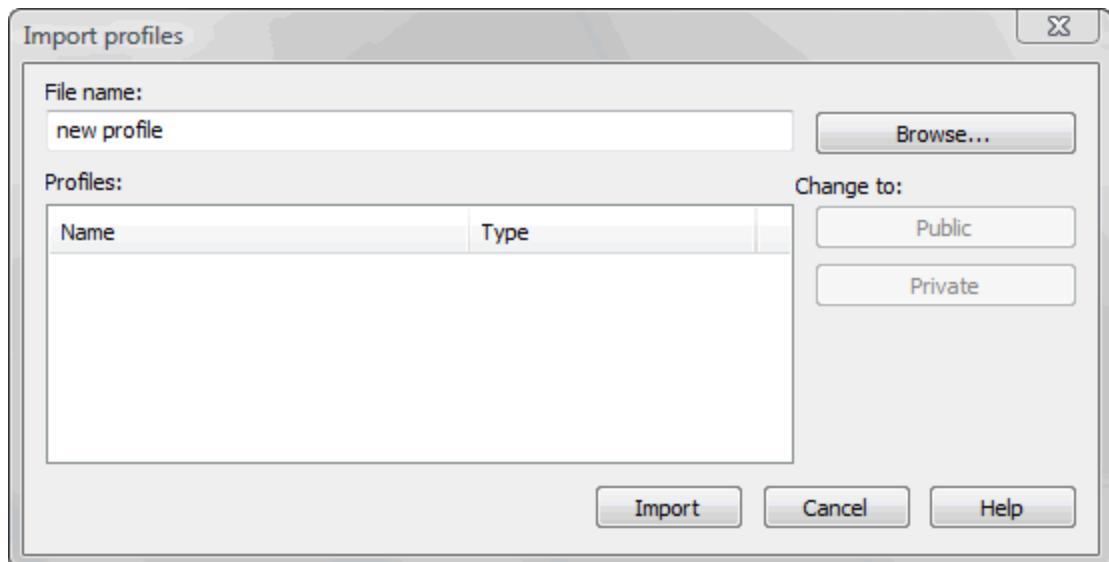 Import profiles
File name:
new profile
Browse...
Profiles:
Change to:
Name Type
Public
Private
Import Cancel Help